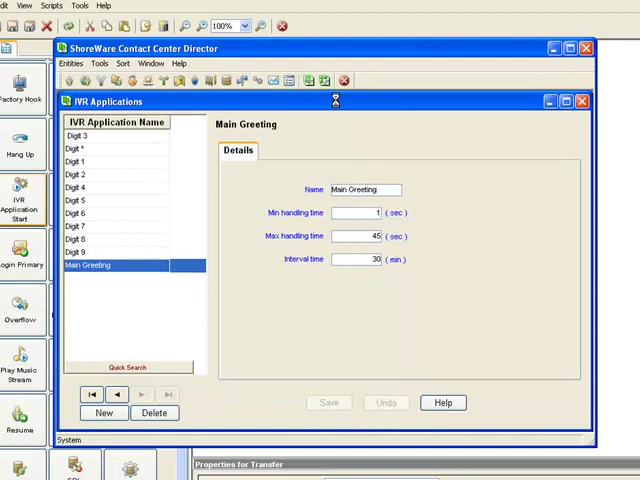 dit View Scripts Tools Help
100%
ShoreWare Contact Center Director
Entities Tools Sort Window Help
IVR Applications
IVR Application Name
Digit 3
Digit *
Digit 1
Digit 2
Digit 4
Digit 5
Digit 6
Digit 7
Digit 8
Digit 9
Main Greeting
Quick Search
New Delete
Main Greeting
Details
Name Main Greeting
Min handling time 1 ( sec )
Max handling time 45 ( sec )
Interval time 30 ( min )
Save Undo Help
System
Factory Hook
Hang Up
IVR
Application
Start
Login Primary
Overflow
Play Music
Stream
Resume
Properties for Transfer